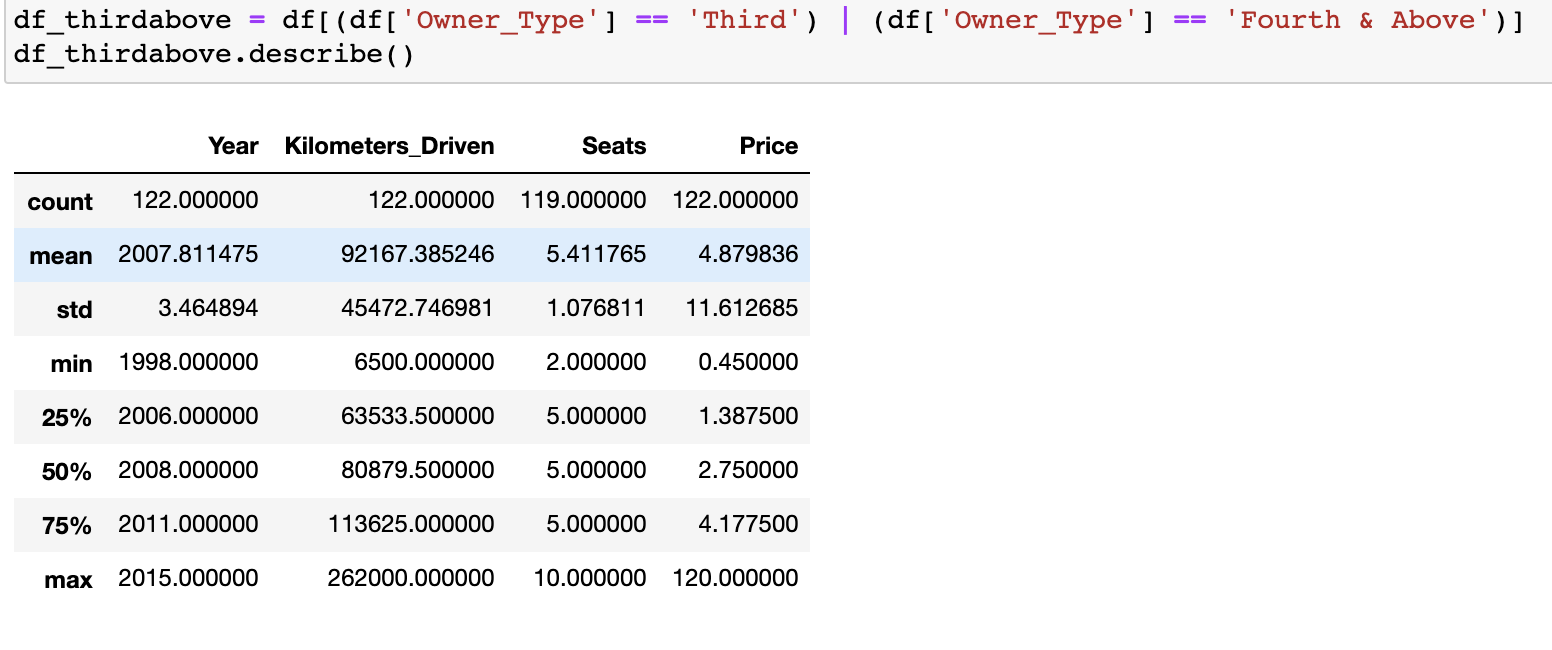 df_thirdabove = df[(df['Owner_Type'] == 'Third') | (df['Owner_Type'] == 'Fourth & Above')]
df_thirdabove.describe()
Year Kilometers_Driven Seats Price
count 122.000000 122.000000 119.000000 122.000000
mean 2007.811475 92167.385246 5.411765 4.879836
std 3.464894 45472.746981 1.076811 11.612685
min 1998.000000 6500.000000 2.000000 0.450000
25% 2006.000000 63533.500000 5.000000 1.387500
50% 2008.000000 80879.500000 5.000000 2.750000
75% 2011.000000 113625.000000 5.000000 4.177500
max 2015.000000 262000.000000 10.000000 120.000000